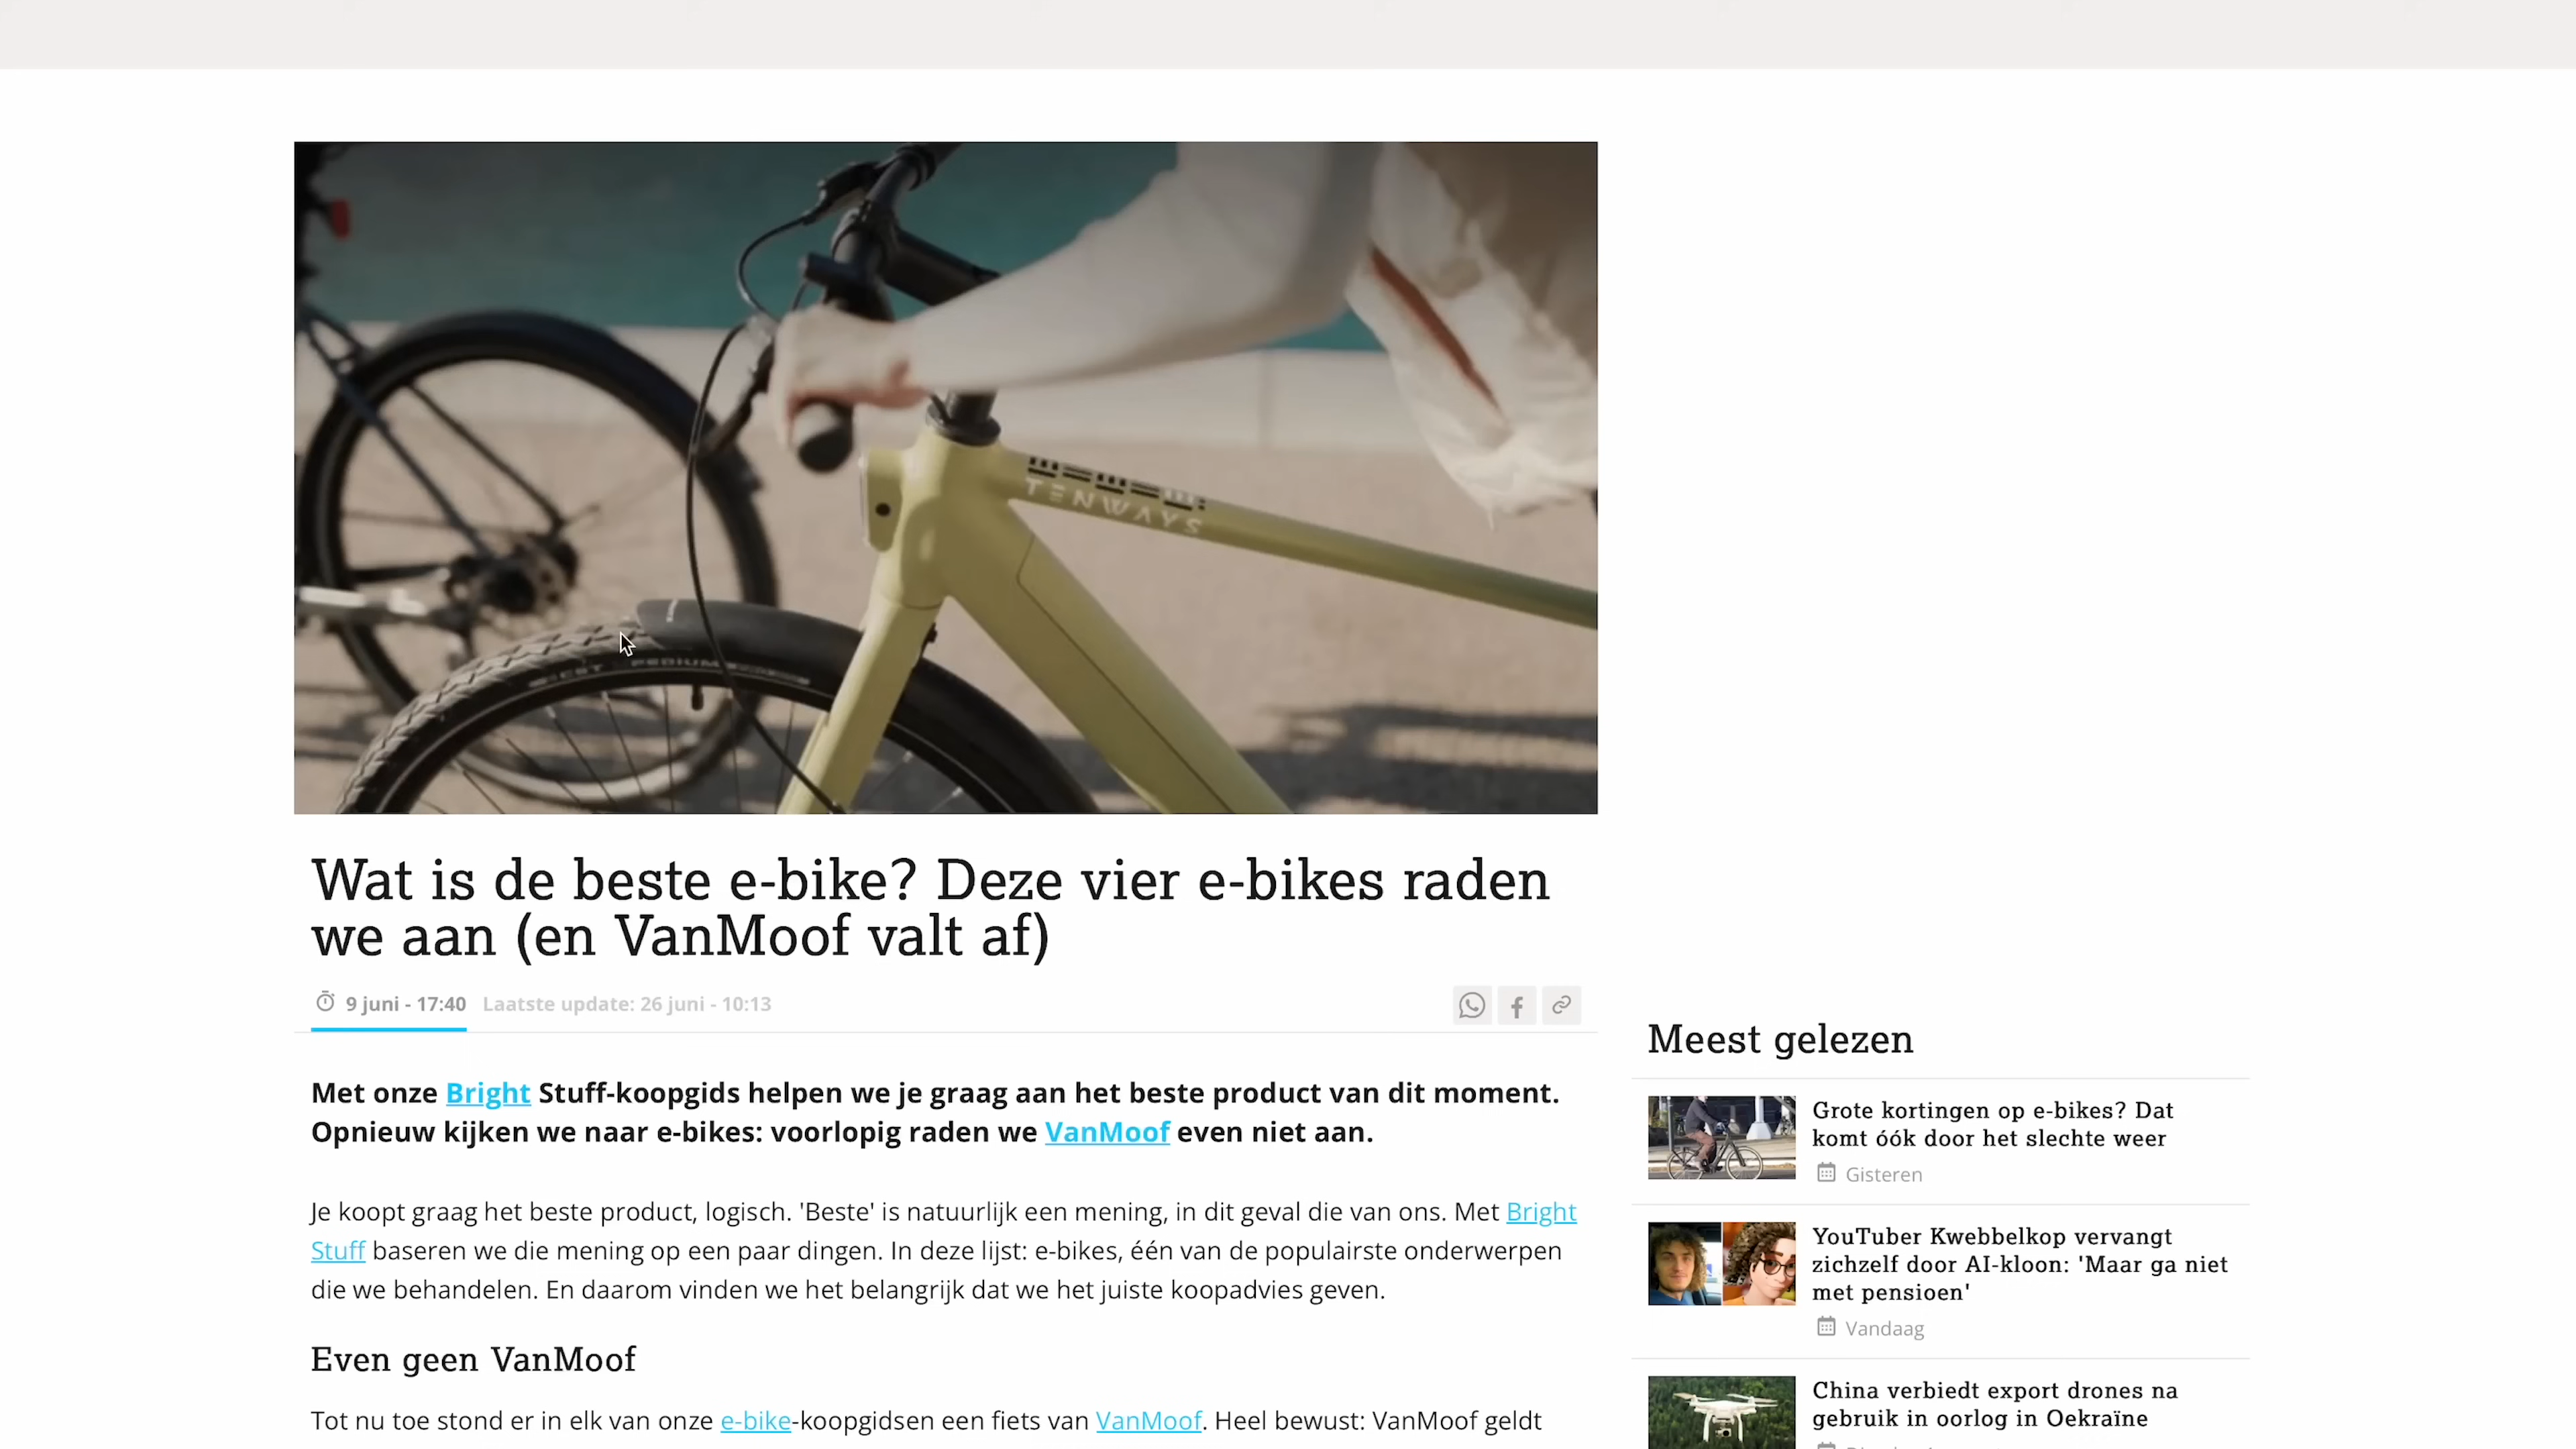 TENWAYS
CST
Wat is de beste e-bike? Deze vier e-bikes raden
we aan (en VanMoof valt af)
9 juni - 17:40 Laatste update: 26 juni - 10:13
Met onze Bright Stuff-koopgids helpen we je graag aan het beste product van dit moment.
Opnieuw kijken we naar e-bikes: voorlopig raden we VanMoof even niet aan.
Je koopt graag het beste product, logisch. 'Beste' is natuurlijk een mening, in dit geval die van ons. Met Bright
Stuff baseren we die mening op een paar dingen. In deze lijst: e-bikes, één van de populairste onderwerpen
die we behandelen. En daarom vinden we het belangrijk dat we het juiste koopadvies geven.
Even geen VanMoof
Tot nu toe stond er in elk van onze e-bike-koopgidsen een fiets van VanMoof. Heel bewust: VanMoof geldt
Meest gelezen
Grote kortingen op e-bikes? Dat
komt óók door het slechte weer
Gisteren
YouTuber Kwebbelkop vervangt
zichzelf door AI-kloon: 'Maar ga niet
met pensioen'
Vandaag
China verbiedt export drones na
gebruik in oorlog in Oekraïne